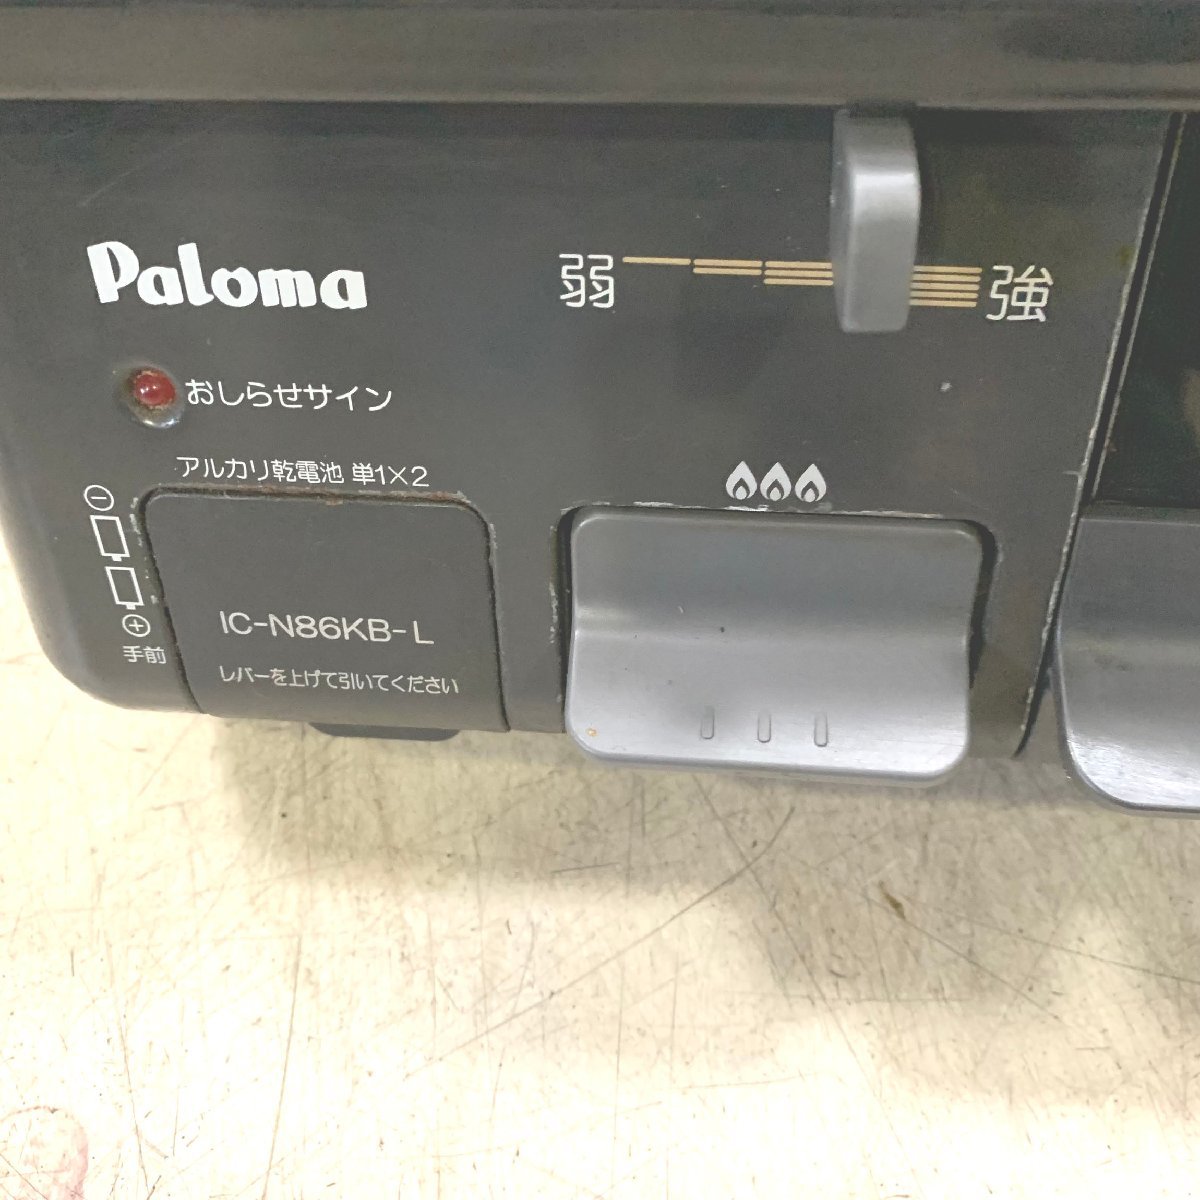 Paloma
弱 強
おしらせサイン
アルカリ乾電池 単1×2
手前
IC-N86KB-L
レバーを上げて引いてください